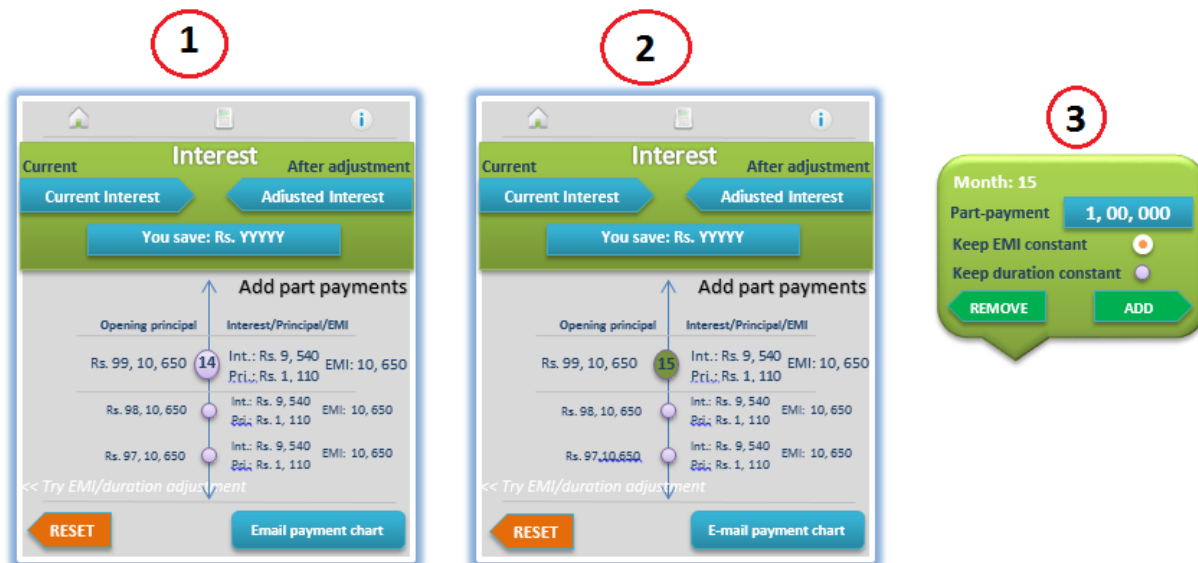 1
Interest
Current After adjustment
Current Interest Adiusted Interest
You save: Rs. YYYYY
Add part payments
Opening principal Interest/Principal/EMI
Rs. 99, 10, 650 14 Int.: Rs. 9, 540 EMI: 10, 650
Pri.: Rs. 1, 110
Rs. 98, 10, 650 Int.: Rs. 9, 540 EMI: 10, 650
Pri.: Rs. 1, 110
Rs. 97, 10, 650 Int.: Rs. 9, 540 EMI: 10, 650
Pri.: Rs. 1, 110
<< Try EMI/duration adjustment
RESET Email payment chart
2
Interest
Current After adjustment
Current Interest Adiusted Interest
You save: Rs. YYYYY
Add part payments
Opening principal Interest/Principal/EMI
Rs. 99, 10, 650 15 Int.: Rs. 9, 540 EMI: 10, 650
Pri.: Rs. 1, 110
Rs. 98, 10, 650 Int.: Rs. 9, 540 EMI: 10, 650
Pri.: Rs. 1, 110
Rs. 97,10,650 Int.: Rs. 9, 540 EMI: 10, 650
Pri.: Rs. 1, 110
<< Try EMI/duration adjustment
RESET E-mail payment chart
3
Month: 15
Part-payment 1, 00, 000
Keep EMI constant
Keep duration constant
REMOVE ADD